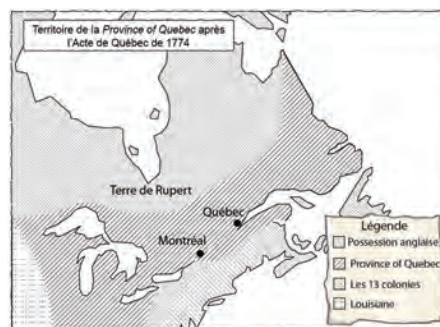 Territoire de la Province of Quebec après
l'Acte de Québec de 1774
Terre de Rupert
Québec
Montréal
Légende
Possession anglaise
Province of Quebec
Les 13 colonies
Louisiane